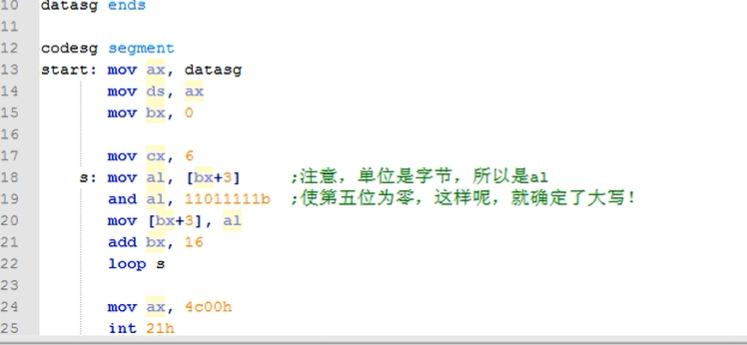 10 datasg ends
11
12 codesg segment
13 start: mov ax, datasg
14 mov ds, ax
15 mov bx, 0
16
17 mov cx, 6
18 s: mov al, [bx+3] ;注意，单位是字节，所以是al
19 and al, 11011111b ;使第五位为零，这样呢，就确定了大写！
20 mov [bx+3], al
21 add bx, 16
22 loop s
23
24 mov ax, 4c00h
25 int 21h